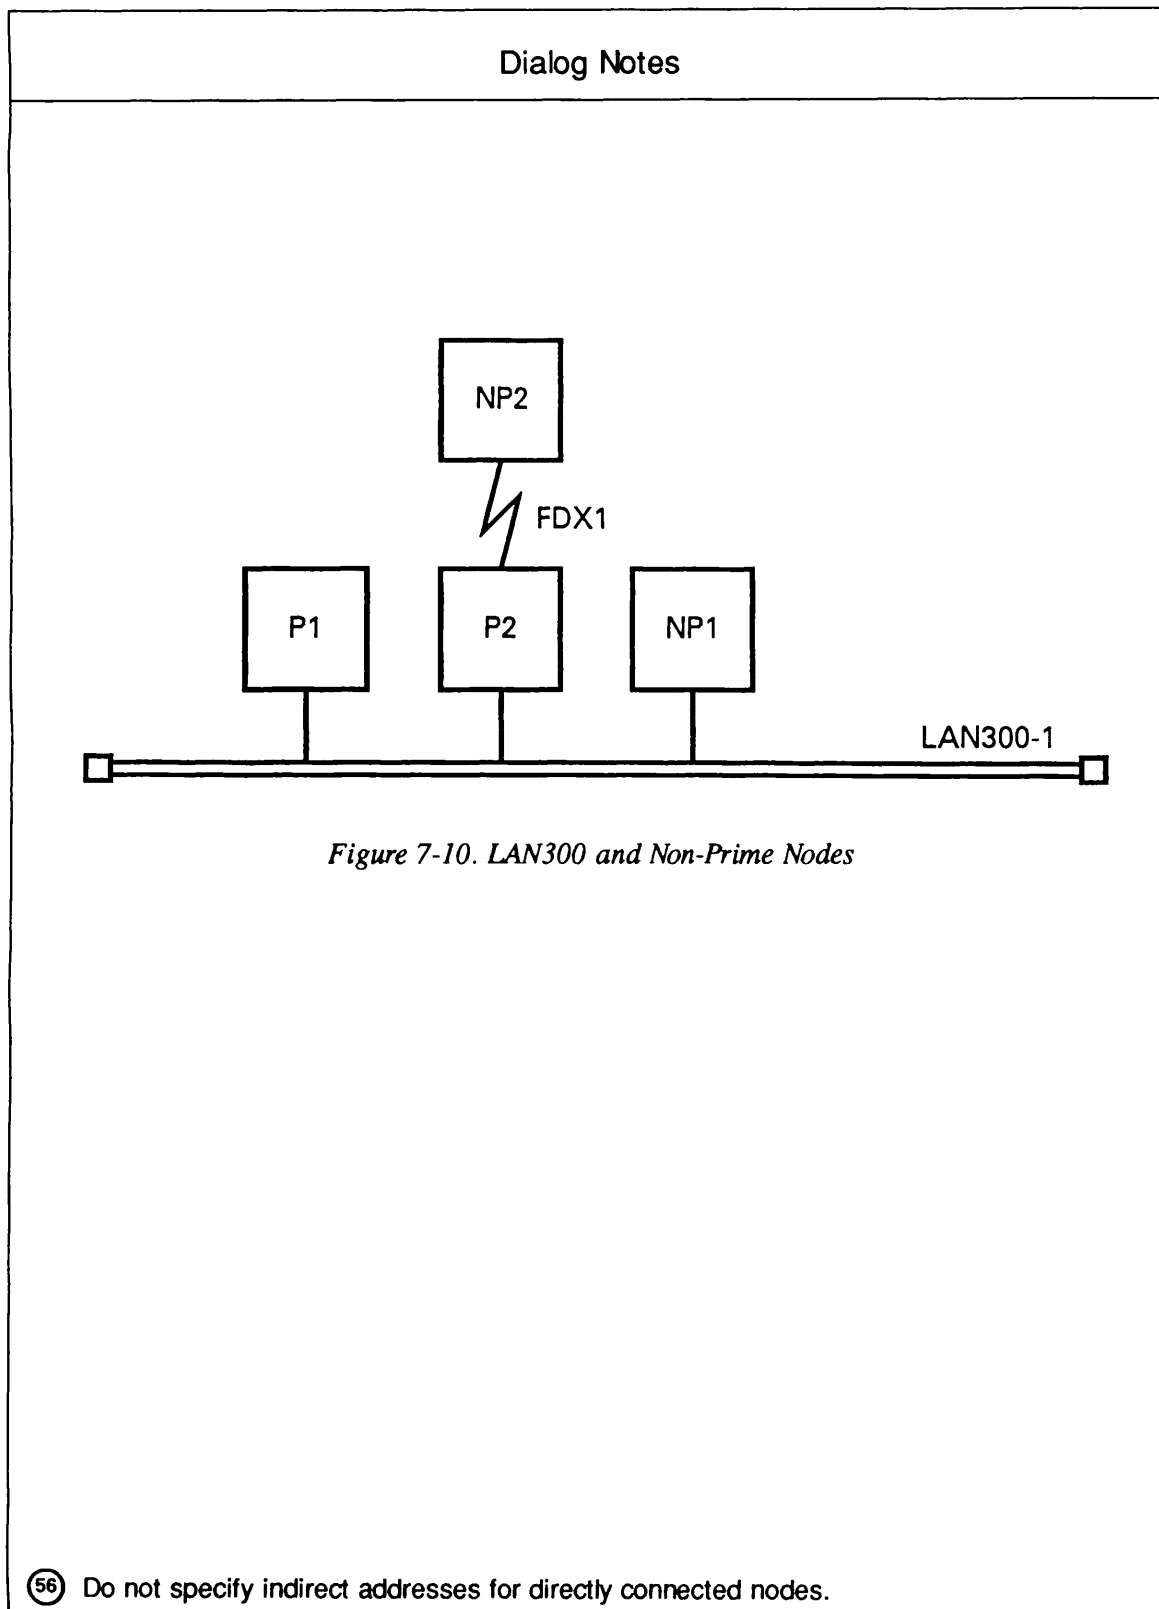 Dialog Notes
NP2
FDX1
P1
P2
NP1
LAN300-1
Figure 7-10. LAN300 and Non-Prime Nodes
56 Do not specify indirect addresses for directly connected nodes.